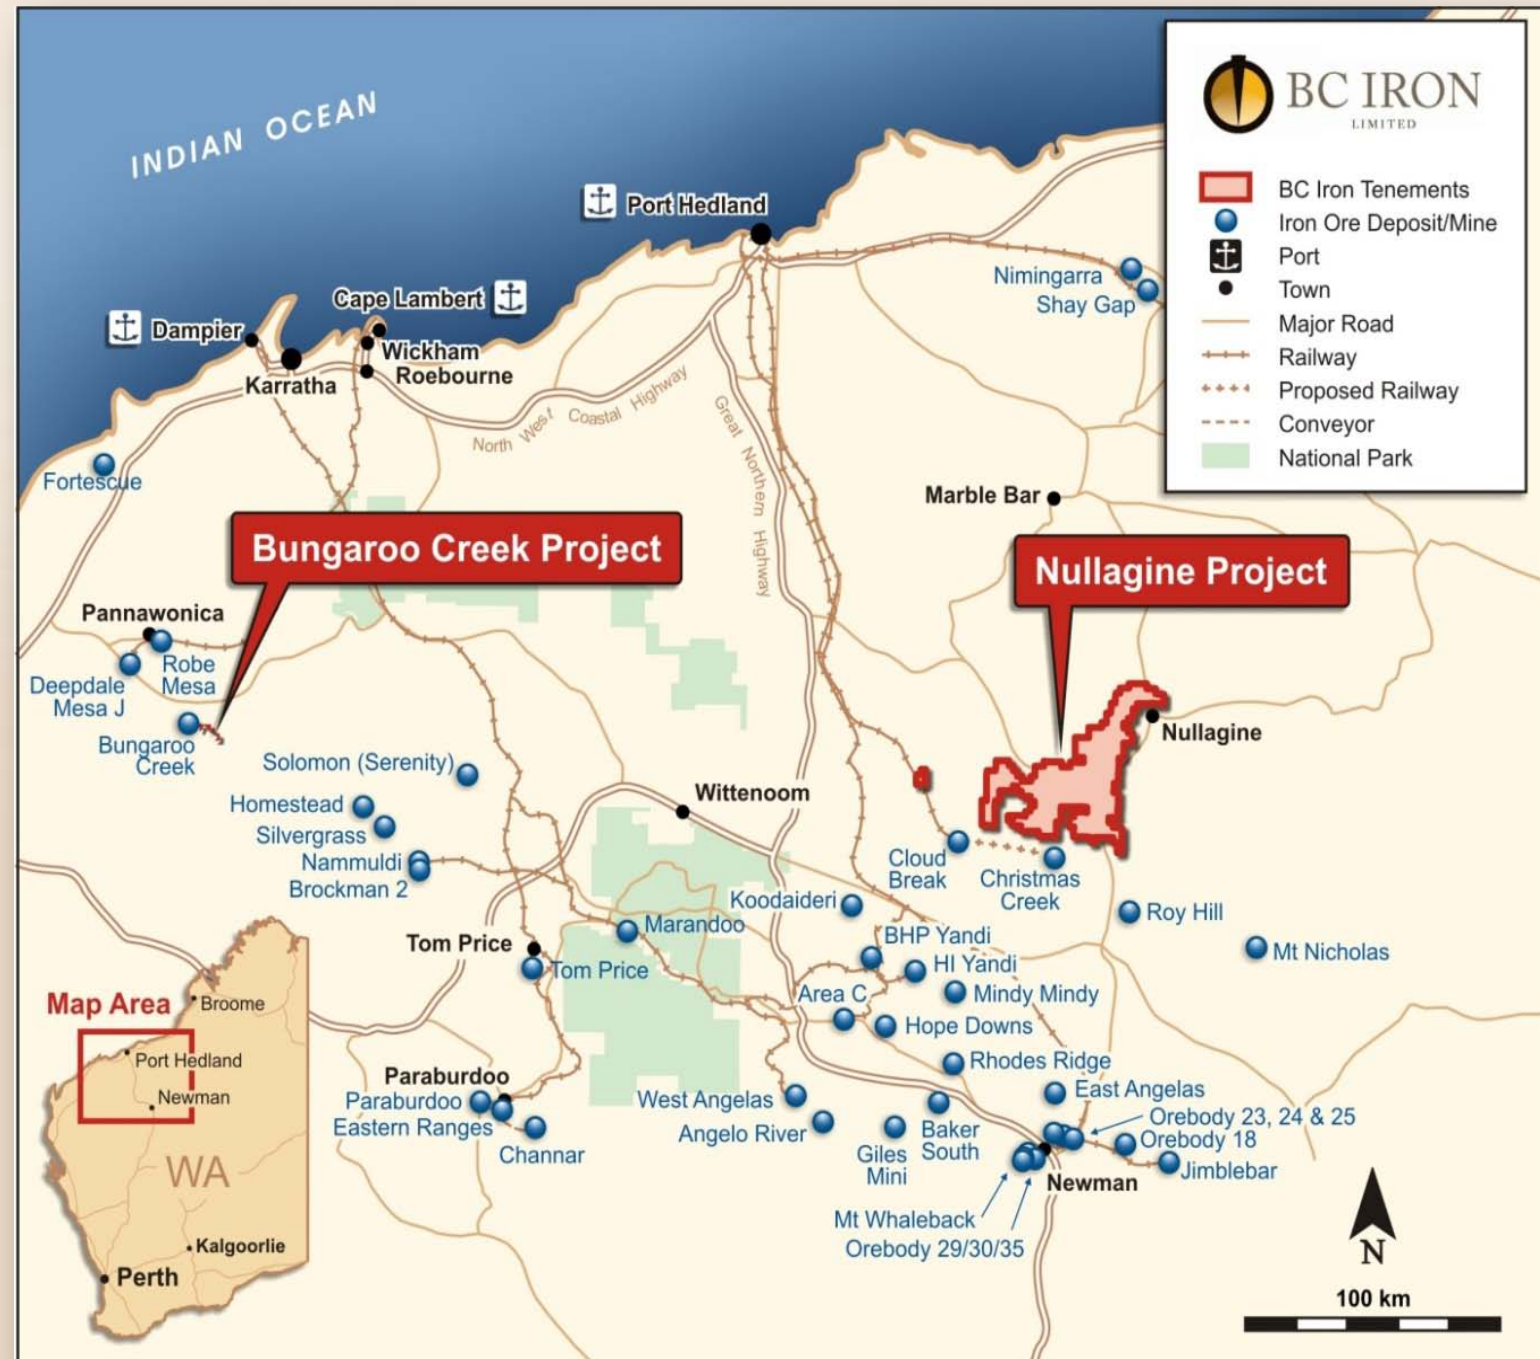 INDIAN OCEAN
BC IRON
LIMITED
BC Iron Tenements
Iron Ore Deposit/Mine
Port
Town
Major Road
Railway
Proposed Railway
Conveyor
National Park
Port Hedland
Nimingarra
Shay Gap
Cape Lambert
Dampier
Wickham
Roebourne
Karratha
North West Coastal Highway
Great Northern Highway
Fortescue
Marble Bar
Bungaroo Creek Project
Nullagine Project
Pannawonica
Robe
Mesa
Deepdale
Mesa J
Bungaroo
Creek
Nullagine
Solomon (Serenity)
Homestead
Silvergrass
Nammuldi
Brockman 2
Wittenoom
Cloud
Break
Christmas
Creek
Koodaideri
Roy Hill
Marandoo
BHP Yandi
Tom Price
Tom Price
HI Yandi
Mt Nicholas
Area C
Mindy Mindy
Hope Downs
Rhodes Ridge
Paraburdoo
Paraburdoo
Eastern Ranges
Channar
West Angelas
Angelo River
East Angelas
Orebody 23, 24 & 25
Baker
South
Giles
Mini
Orebody 18
Jimblebar
Newman
Mt Whaleback
Orebody 29/30/35
Map Area
Broome
Port Hedland
Newman
WA
Kalgoorlie
Perth
N
100 km